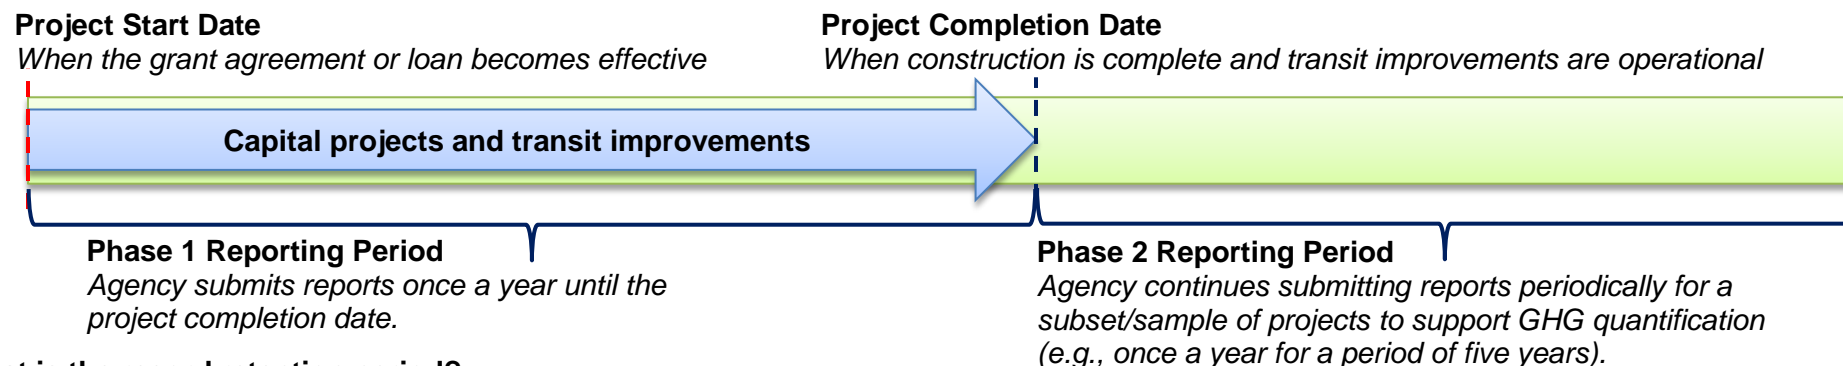 Project Start Date
When the grant agreement or loan becomes effective
Project Completion Date
When construction is complete and transit improvements are operational
Capital projects and transit improvements
Phase 1 Reporting Period
Agency submits reports once a year until the
project completion date.
Phase 2 Reporting Period
Agency continues submitting reports periodically for a
subset/sample of projects to support GHG quantification
(e.g., once a year for a period of five years).